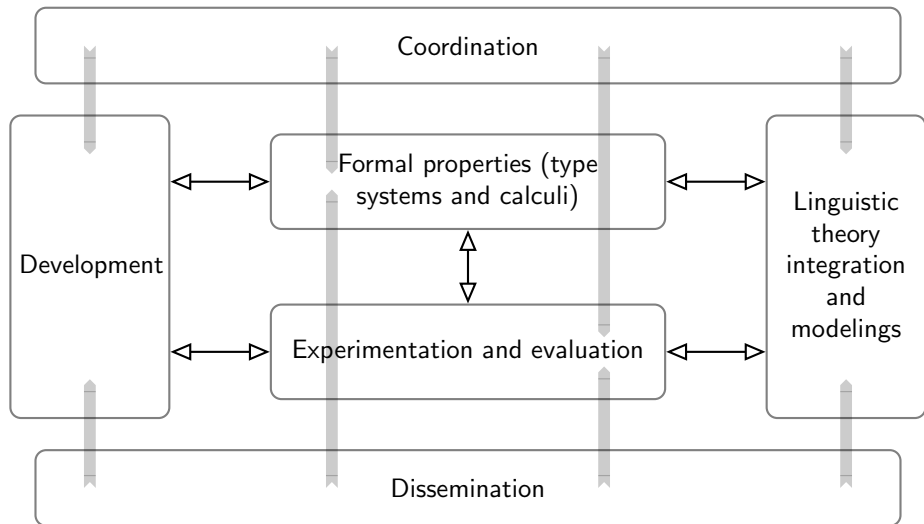 Coordination
Formal properties (type
systems and calculi)
Development
Linguistic
theory
integration
and
modelings
Experimentation and evaluation
Dissemination